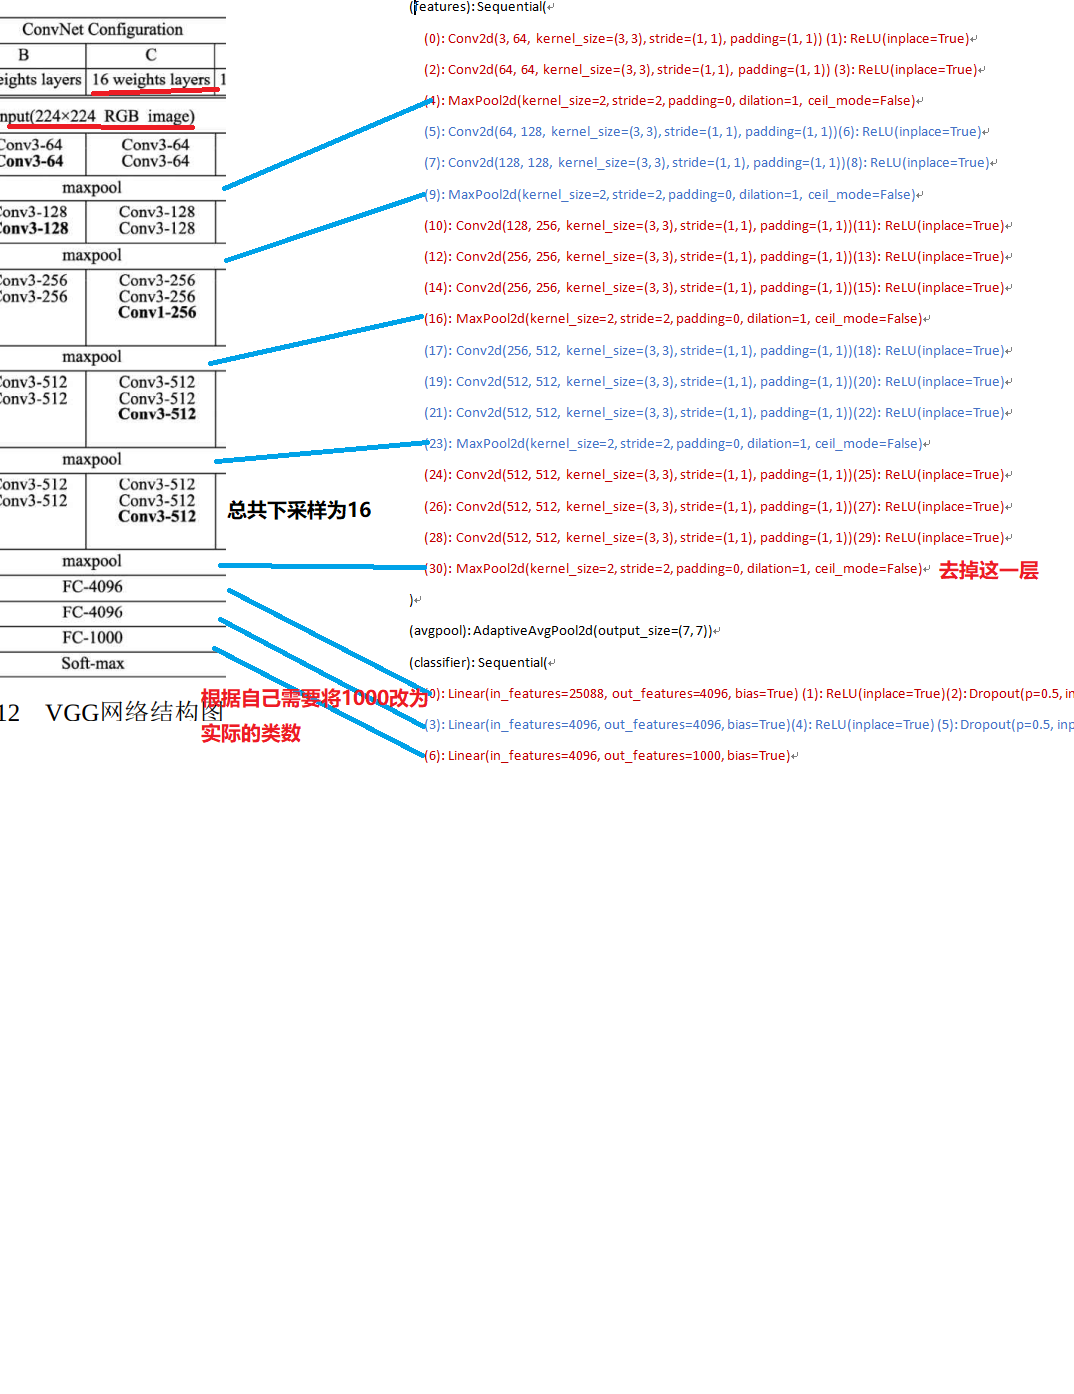 ConvNet Configuration
B C
eights layers 16 weights layers 1
nput(224×224 RGB image)
Conv3-64 Conv3-64
Conv3-64 Conv3-64
maxpool
Conv3-128 Conv3-128
Conv3-128 Conv3-128
maxpool
Conv3-256 Conv3-256
Conv3-256 Conv3-256
Conv1-256
maxpool
Conv3-512 Conv3-512
Conv3-512 Conv3-512
Conv3-512
maxpool
Conv3-512 Conv3-512
Conv3-512 Conv3-512
Conv3-512
maxpool
FC-4096
FC-4096
FC-1000
Soft-max
12 VGG网络结构图
总共下采样为16
根据自己需要将1000改为
实际的类数
(features): Sequential(
(0): Conv2d(3, 64, kernel_size=(3, 3), stride=(1, 1), padding=(1, 1)) (1): ReLU(inplace=True)
(2): Conv2d(64, 64, kernel_size=(3, 3), stride=(1, 1), padding=(1, 1)) (3): ReLU(inplace=True)
(4): MaxPool2d(kernel_size=2, stride=2, padding=0, dilation=1, ceil_mode=False)
(5): Conv2d(64, 128, kernel_size=(3, 3), stride=(1, 1), padding=(1, 1))(6): ReLU(inplace=True)
(7): Conv2d(128, 128, kernel_size=(3, 3), stride=(1, 1), padding=(1, 1))(8): ReLU(inplace=True)
(9): MaxPool2d(kernel_size=2, stride=2, padding=0, dilation=1, ceil_mode=False)
(10): Conv2d(128, 256, kernel_size=(3, 3), stride=(1, 1), padding=(1, 1))(11): ReLU(inplace=True)
(12): Conv2d(256, 256, kernel_size=(3, 3), stride=(1, 1), padding=(1, 1))(13): ReLU(inplace=True)
(14): Conv2d(256, 256, kernel_size=(3, 3), stride=(1, 1), padding=(1, 1))(15): ReLU(inplace=True)
(16): MaxPool2d(kernel_size=2, stride=2, padding=0, dilation=1, ceil_mode=False)
(17): Conv2d(256, 512, kernel_size=(3, 3), stride=(1, 1), padding=(1, 1))(18): ReLU(inplace=True)
(19): Conv2d(512, 512, kernel_size=(3, 3), stride=(1, 1), padding=(1, 1))(20): ReLU(inplace=True)
(21): Conv2d(512, 512, kernel_size=(3, 3), stride=(1, 1), padding=(1, 1))(22): ReLU(inplace=True)
(23): MaxPool2d(kernel_size=2, stride=2, padding=0, dilation=1, ceil_mode=False)
(24): Conv2d(512, 512, kernel_size=(3, 3), stride=(1, 1), padding=(1, 1))(25): ReLU(inplace=True)
(26): Conv2d(512, 512, kernel_size=(3, 3), stride=(1, 1), padding=(1, 1))(27): ReLU(inplace=True)
(28): Conv2d(512, 512, kernel_size=(3, 3), stride=(1, 1), padding=(1, 1))(29): ReLU(inplace=True)
(30): MaxPool2d(kernel_size=2, stride=2, padding=0, dilation=1, ceil_mode=False) 去掉这一层
)
(avgpool): AdaptiveAvgPool2d(output_size=(7, 7))
(classifier): Sequential(
(0): Linear(in_features=25088, out_features=4096, bias=True) (1): ReLU(inplace=True)(2): Dropout(p=0.5, in
(3): Linear(in_features=4096, out_features=4096, bias=True)(4): ReLU(inplace=True) (5): Dropout(p=0.5, inp
(6): Linear(in_features=4096, out_features=1000, bias=True)